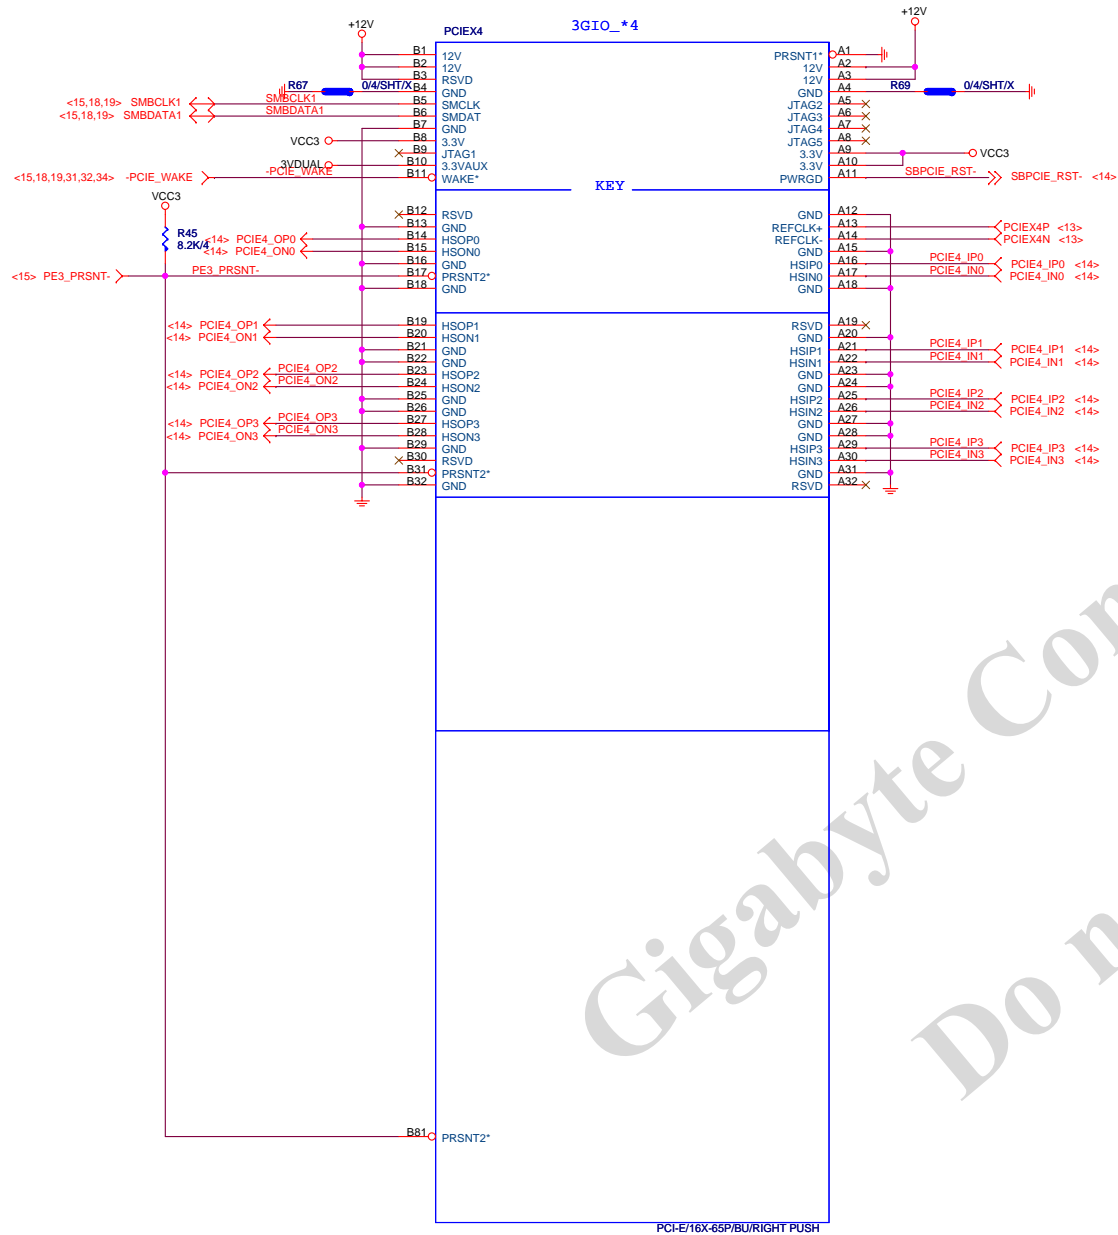 +12V
+12V
3GIO_*4
PCIEX4
B1 12V PRSNT1* A1
B2 12V 12V A2
B3 RSVD 12V A3
R67 0/4/SHT/X B4 GND GND A4 R69 0/4/SHT/X
<15,18,19> SMBCLK1 SMBCLK1 B5 SMCLK JTAG2 A5
<15,18,19> SMBDATA1 SMBDATA1 B6 SMDAT JTAG3 A6
B7 GND JTAG4 A7
VCC3 B8 3.3V JTAG5 A8
B9 JTAG1 3.3V A9 VCC3
3VDUAL B10 3.3VAUX 3.3V A10
<15,18,19,31,32,34> -PCIE_WAKE -PCIE_WAKE B11 WAKE* PWRGD A11 SBPCIE_RST- SBPCIE_RST- <14>
KEY
VCC3
B12 RSVD GND A12
B13 GND REFCLK+ A13 PCIEX4P <13>
R45
8.2K/4
<14> PCIE4_OP0 B14 HSOP0 REFCLK- A14 PCIEX4N <13>
<14> PCIE4_ON0 B15 HSON0 GND A15
B16 GND HSIP0 A16 PCIE4_IP0 PCIE4_IP0 <14>
<15> PE3_PRSNT- PE3_PRSNT- B17 PRSNT2* HSIN0 A17 PCIE4_IN0 PCIE4_IN0 <14>
B18 GND GND A18
<14> PCIE4_OP1 B19 HSOP1 RSVD A19
<14> PCIE4_ON1 B20 HSON1 GND A20
B21 GND HSIP1 A21 PCIE4_IP1 PCIE4_IP1 <14>
B22 GND HSIN1 A22 PCIE4_IN1 PCIE4_IN1 <14>
<14> PCIE4_OP2 PCIE4_OP2 B23 HSOP2 GND A23
<14> PCIE4_ON2 PCIE4_ON2 B24 HSON2 GND A24
B25 GND HSIP2 A25 PCIE4_IP2 PCIE4_IP2 <14>
B26 GND HSIN2 A26 PCIE4_IN2 PCIE4_IN2 <14>
<14> PCIE4_OP3 PCIE4_OP3 B27 HSOP3 GND A27
<14> PCIE4_ON3 PCIE4_ON3 B28 HSON3 GND A28
B29 GND HSIP3 A29 PCIE4_IP3 PCIE4_IP3 <14>
B30 RSVD HSIN3 A30 PCIE4_IN3 PCIE4_IN3 <14>
B31 PRSNT2* GND A31
B32 GND RSVD A32
Gigabyte
B81 PRSNT2*
Do
PCI-E/16X-65P/BU/RIGHT PUSH